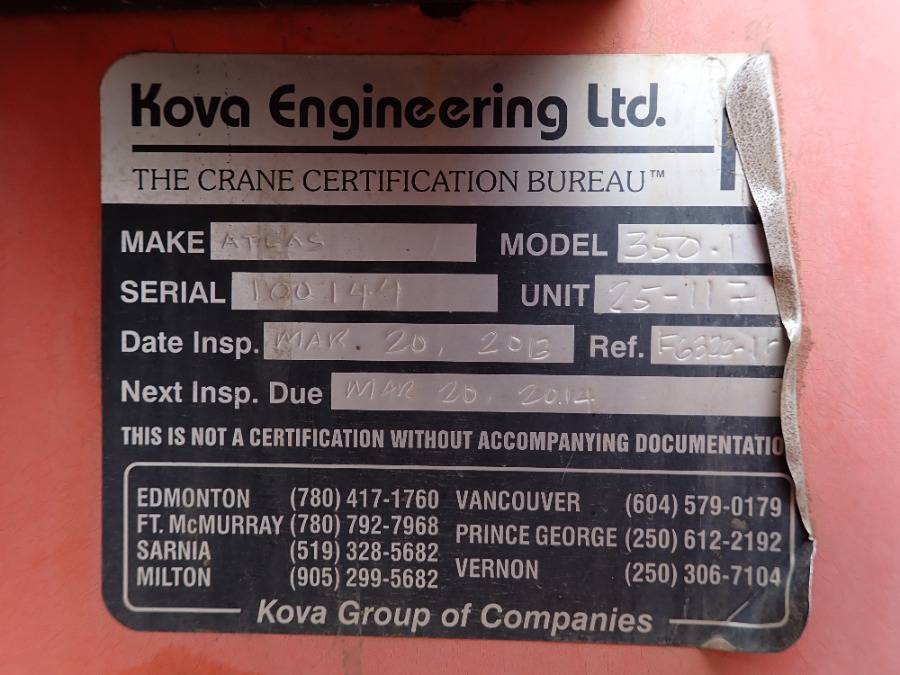 Kova Engineering Ltd.
THE CRANE CERTIFICATION BUREAU™
MAKE ATLAS MODEL 350.1
SERIAL 100144 UNIT 25-11
Date Insp. MAR. 20, 2013 Ref. F6322-1
Next Insp. Due MAR 20, 2014
THIS IS NOT A CERTIFICATION WITHOUT ACCOMPANYING DOCUMENTATIO
EDMONTON (780) 417-1760 VANCOUVER (604) 579-0179
FT. McMURRAY (780) 792-7968 PRINCE GEORGE (250) 612-2192
SARNIA (519) 328-5682
MILTON (905) 299-5682 VERNON (250) 306-7104
Kova Group of Companies